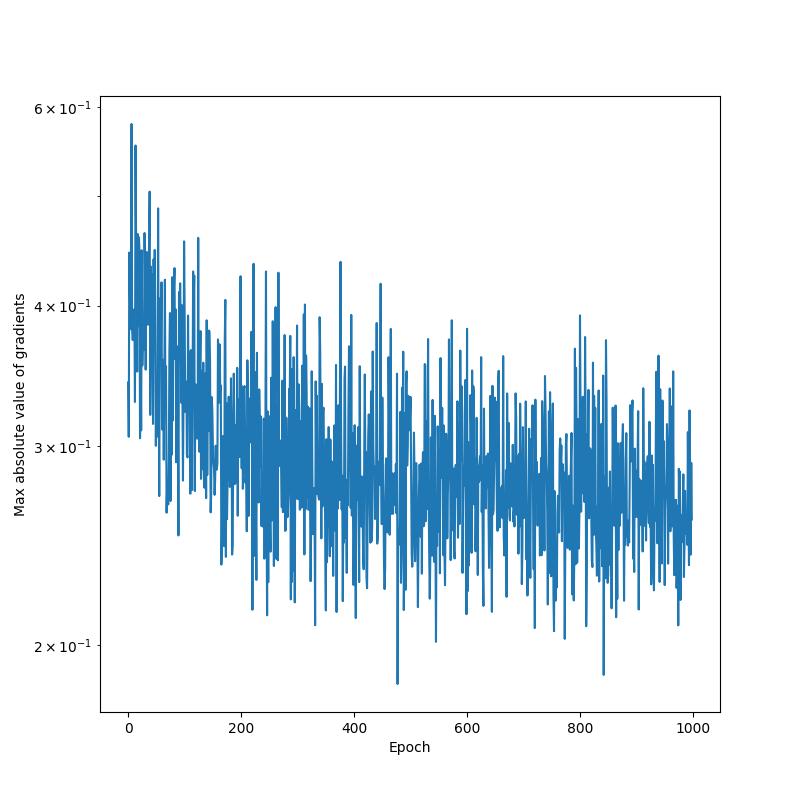 6 × 10⁻¹
4 × 10⁻¹
3 × 10⁻¹
2 × 10⁻¹
Max absolute value of gradients
0 200 400 600 800 1000
Epoch